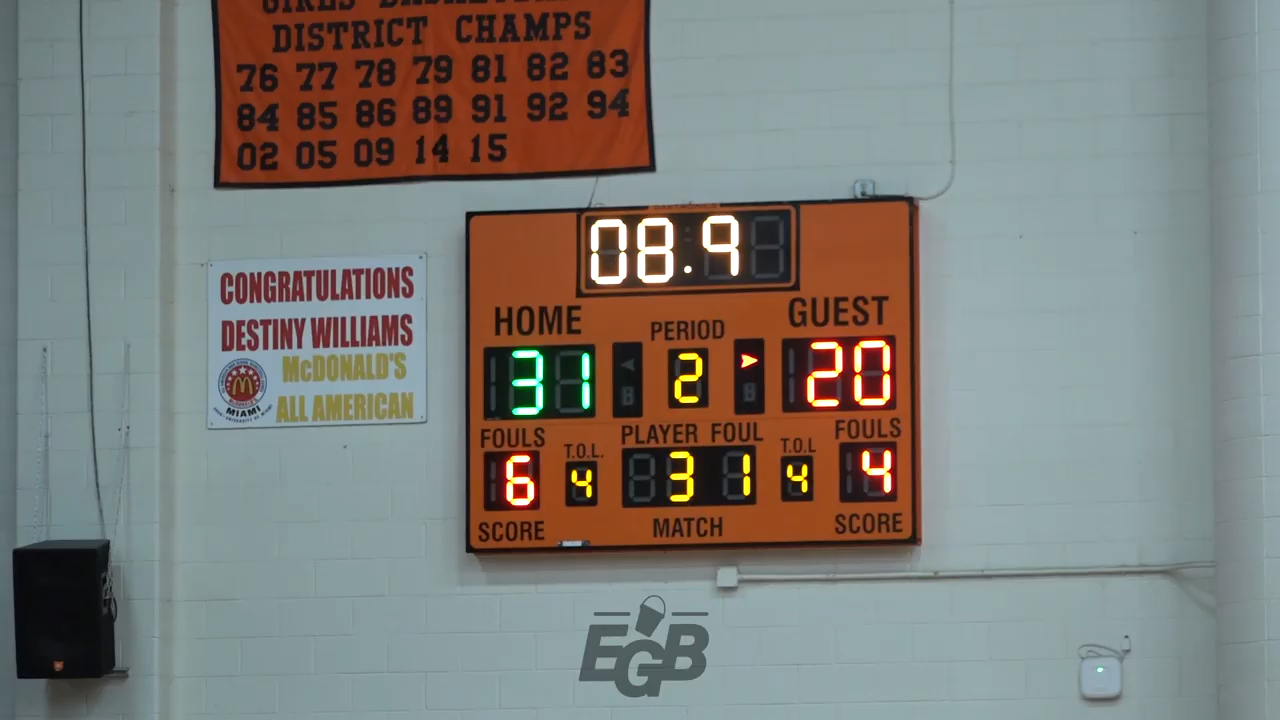 GIRLS BASKETBALL
DISTRICT CHAMPS
76 77 78 79 81 82 83
84 85 86 89 91 92 94
02 05 09 14 15
CONGRATULATIONS
DESTINY WILLIAMS
McDONALD'S
ALL AMERICAN
MIAMI
08.9
HOME
GUEST
PERIOD
31
2
20
FOULS
PLAYER FOUL
FOULS
T.O.L.
T.O.L
6
4
3 1
4
4
SCORE
MATCH
SCORE
EGB